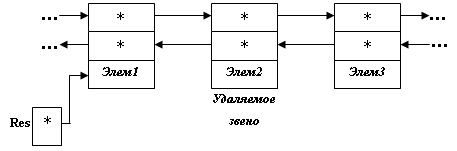 ... * * * ...
... * * * ...
Элем1 Элем2 Элем3
Удаляемое
звено
Res *